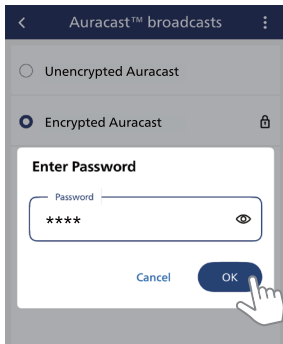 Auracast™ broadcasts
Unencrypted Auracast
Encrypted Auracast
Enter Password
Password
****
Cancel OK